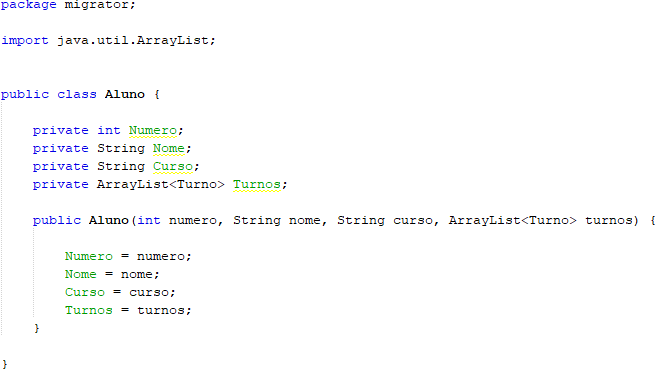 package migrator;
import java.util.ArrayList;
public class Aluno {
private int Numero;
private String Nome;
private String Curso;
private ArrayList<Turno> Turnos;
public Aluno(int numero, String nome, String curso, ArrayList<Turno> turnos) {
Numero = numero;
Nome = nome;
Curso = curso;
Turnos = turnos;
}
}